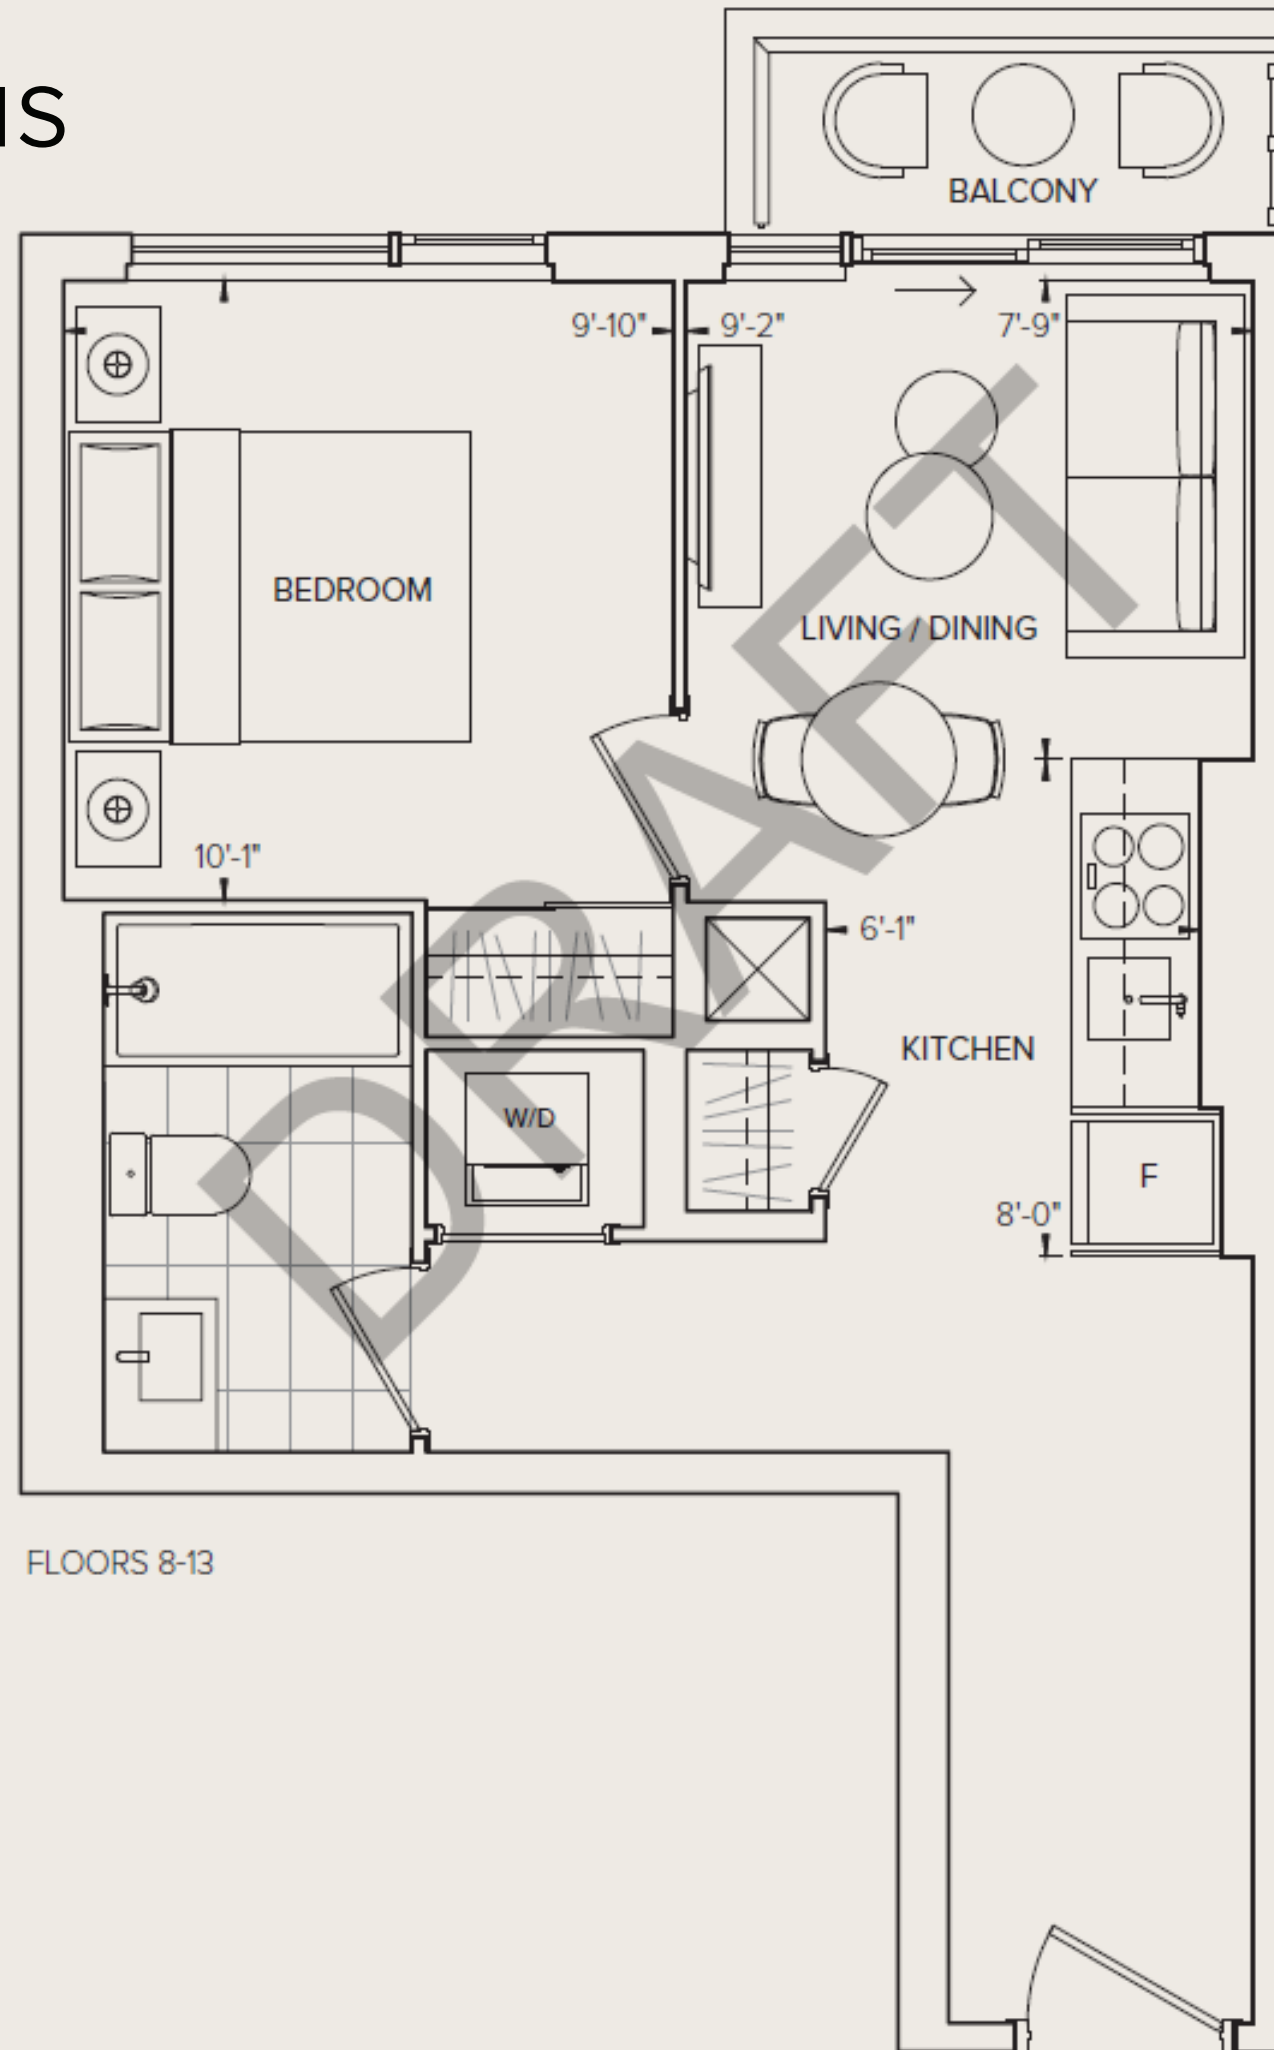 BALCONY
9'-10"
9'-2"
7'-9"
BEDROOM
LIVING / DINING
10'-1"
6'-1"
KITCHEN
W/D
F
8'-0"
DRAFT
FLOORS 8-13